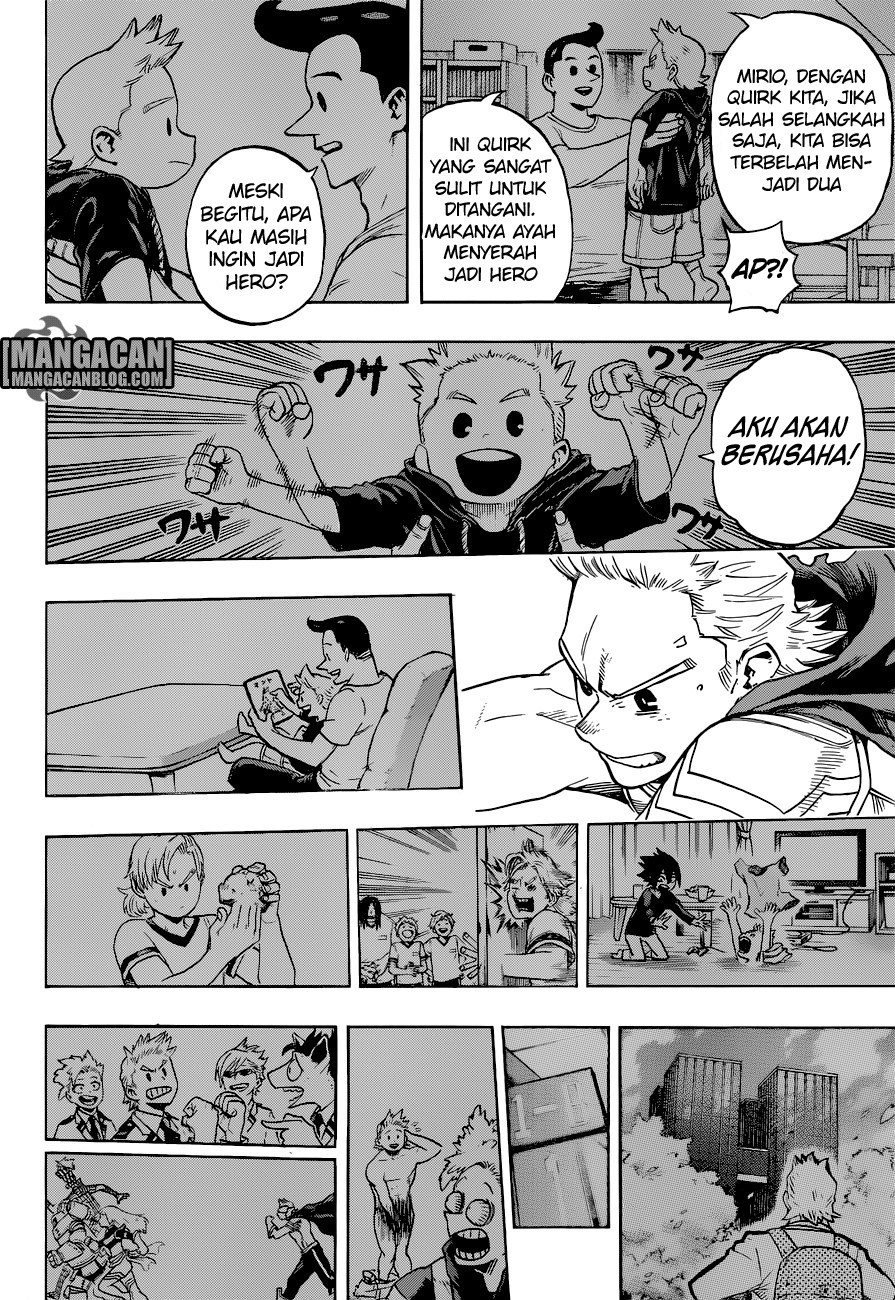 MIRIO, DENGAN
QUIRK KITA, JIKA
SALAH SELANGKAH
SAJA, KITA BISA
TERBELAH MEN-
JADI DUA
AP?!
INI QUIRK
YANG SANGAT
SULIT UNTUK
DITANGANI.
MAKANYA AYAH
MENYERAH
JADI HERO
MESKI
BEGITU, APA
KAU MASIH
INGIN JADI
HERO?
MANGACAN
MANGACANBLOG.COM
ワサ
ワサ
ワサ
ワサ
AKU AKAN
BERUSAHA!